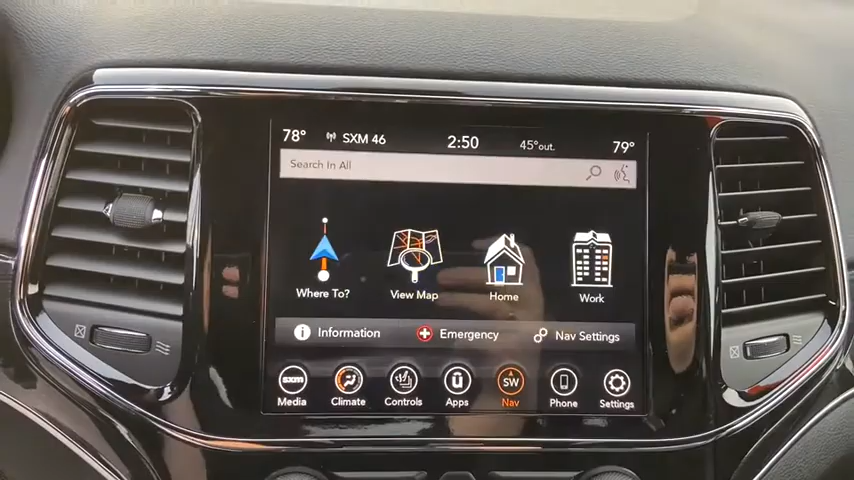 78° SXM 46 2:50 45°out. 79°
Search In All
Where To? View Map Home Work
Information Emergency Nav Settings
sxm SW
Media Climate Controls Apps Nav Phone Settings